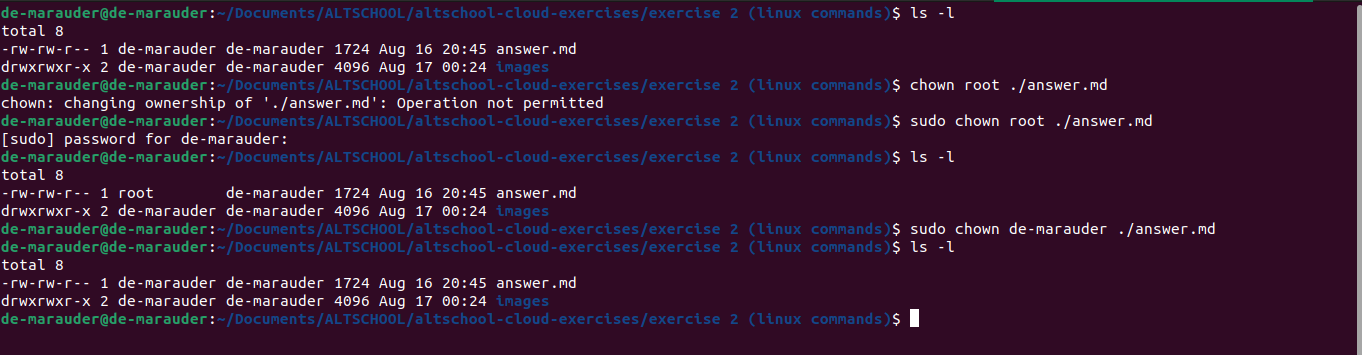 de-marauder@de-marauder:~/Documents/ALTSCHOOL/altschool-cloud-exercises/exercise 2 (linux commands)$ ls -l
total 8
-rw-rw-r-- 1 de-marauder de-marauder 1724 Aug 16 20:45 answer.md
drwxrwxr-x 2 de-marauder de-marauder 4096 Aug 17 00:24 images
de-marauder@de-marauder:~/Documents/ALTSCHOOL/altschool-cloud-exercises/exercise 2 (linux commands)$ chown root ./answer.md
chown: changing ownership of './answer.md': Operation not permitted
de-marauder@de-marauder:~/Documents/ALTSCHOOL/altschool-cloud-exercises/exercise 2 (linux commands)$ sudo chown root ./answer.md
[sudo] password for de-marauder:
de-marauder@de-marauder:~/Documents/ALTSCHOOL/altschool-cloud-exercises/exercise 2 (linux commands)$ ls -l
total 8
-rw-rw-r-- 1 root        de-marauder 1724 Aug 16 20:45 answer.md
drwxrwxr-x 2 de-marauder de-marauder 4096 Aug 17 00:24 images
de-marauder@de-marauder:~/Documents/ALTSCHOOL/altschool-cloud-exercises/exercise 2 (linux commands)$ sudo chown de-marauder ./answer.md
de-marauder@de-marauder:~/Documents/ALTSCHOOL/altschool-cloud-exercises/exercise 2 (linux commands)$ ls -l
total 8
-rw-rw-r-- 1 de-marauder de-marauder 1724 Aug 16 20:45 answer.md
drwxrwxr-x 2 de-marauder de-marauder 4096 Aug 17 00:24 images
de-marauder@de-marauder:~/Documents/ALTSCHOOL/altschool-cloud-exercises/exercise 2 (linux commands)$